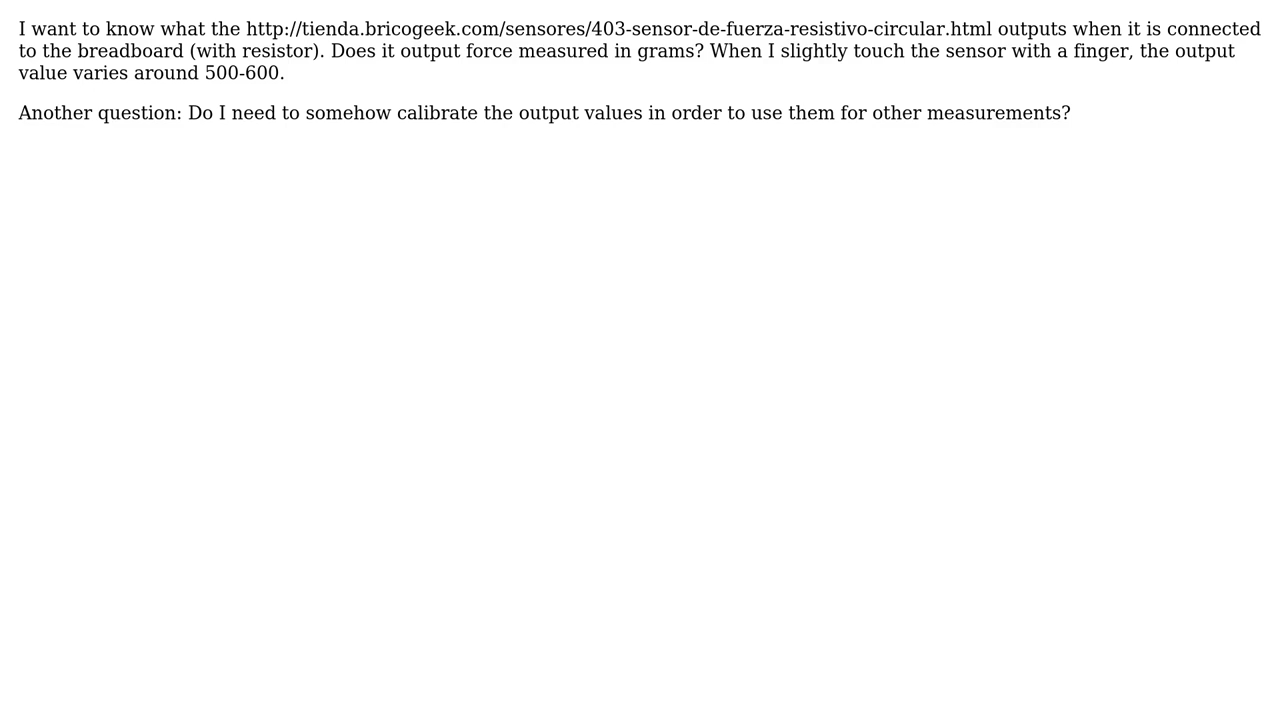 I want to know what the http://tienda.bricogeek.com/sensores/403-sensor-de-fuerza-resistivo-circular.html outputs when it is connected
to the breadboard (with resistor). Does it output force measured in grams? When I slightly touch the sensor with a finger, the output
value varies around 500-600.
Another question: Do I need to somehow calibrate the output values in order to use them for other measurements?